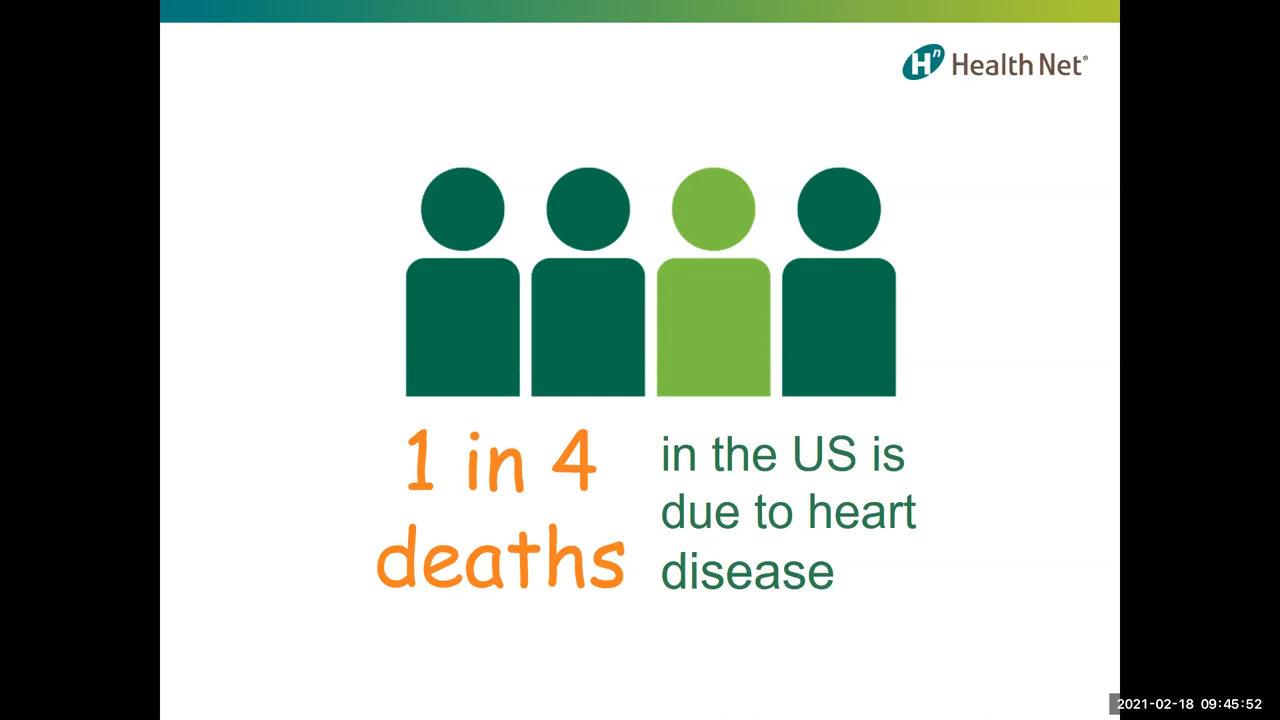 Hn Health Net®
1 in 4
deaths
in the US is
due to heart
disease
2021-02-18 09:45:52